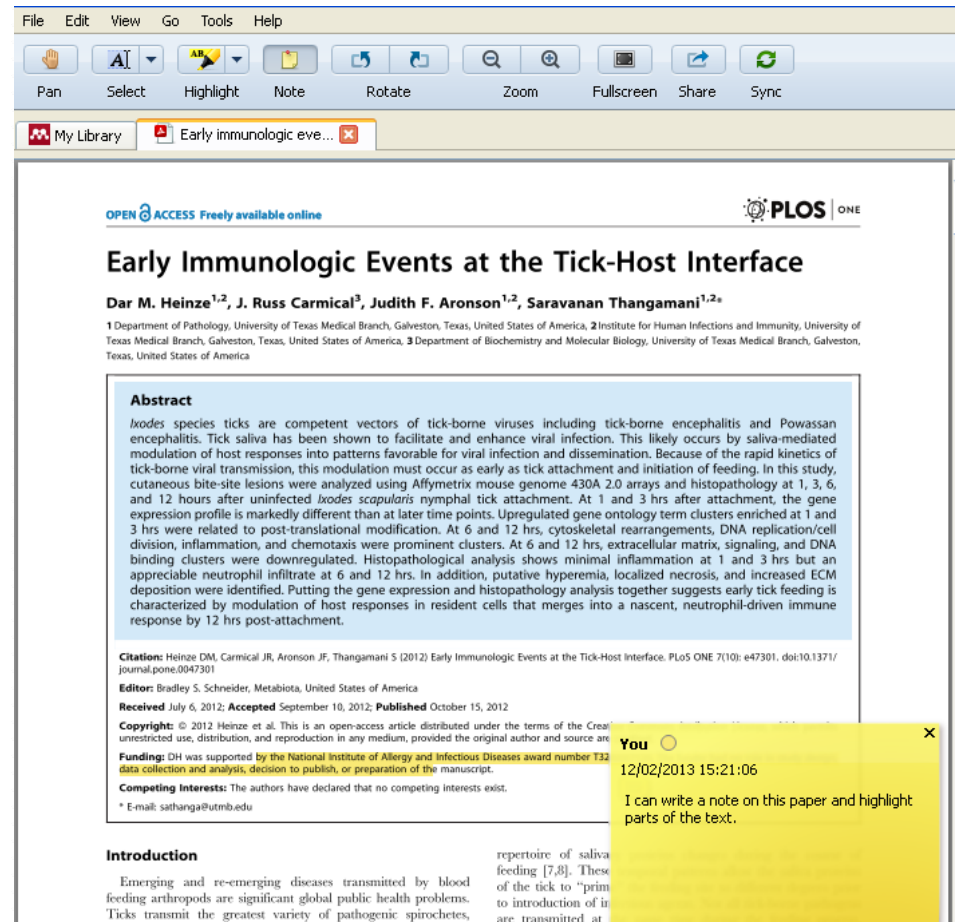 File Edit View Go Tools Help
Pan Select Highlight Note Rotate Zoom Fullscreen Share Sync
My Library Early immunologic eve...
OPEN ACCESS Freely available online PLOS ONE
Early Immunologic Events at the Tick-Host Interface
Dar M. Heinze1,2, J. Russ Carmical3, Judith F. Aronson1,2, Saravanan Thangamani1,2*
1 Department of Pathology, University of Texas Medical Branch, Galveston, Texas, United States of America, 2 Institute for Human Infections and Immunity, University of
Texas Medical Branch, Galveston, Texas, United States of America, 3 Department of Biochemistry and Molecular Biology, University of Texas Medical Branch, Galveston,
Texas, United States of America
Abstract
Ixodes species ticks are competent vectors of tick-borne viruses including tick-borne encephalitis and Powassan
encephalitis. Tick saliva has been shown to facilitate and enhance viral infection. This likely occurs by saliva-mediated
modulation of host responses into patterns favorable for viral infection and dissemination. Because of the rapid kinetics of
tick-borne viral transmission, this modulation must occur as early as tick attachment and initiation of feeding. In this study,
cutaneous bite-site lesions were analyzed using Affymetrix mouse genome 430A 2.0 arrays and histopathology at 1, 3, 6,
and 12 hours after uninfected Ixodes scapularis nymphal tick attachment. At 1 and 3 hrs after attachment, the gene
expression profile is markedly different than at later time points. Upregulated gene ontology term clusters enriched at 1 and
3 hrs were related to post-translational modification. At 6 and 12 hrs, cytoskeletal rearrangements, DNA replication/cell
division, inflammation, and chemotaxis were prominent clusters. At 6 and 12 hrs, extracellular matrix, signaling, and DNA
binding clusters were downregulated. Histopathological analysis shows minimal inflammation at 1 and 3 hrs but an
appreciable neutrophil infiltrate at 6 and 12 hrs. In addition, putative hyperemia, localized necrosis, and increased ECM
deposition were identified. Putting the gene expression and histopathology analysis together suggests early tick feeding is
characterized by modulation of host responses in resident cells that merges into a nascent, neutrophil-driven immune
response by 12 hrs post-attachment.
Citation: Heinze DM, Carmical JR, Aronson JF, Thangamani S (2012) Early Immunologic Events at the Tick-Host Interface. PLoS ONE 7(10): e47301. doi:10.1371/
journal.pone.0047301
Editor: Bradley S. Schneider, Metabiota, United States of America
Received July 6, 2012; Accepted September 10, 2012; Published October 15, 2012
Copyright: © 2012 Heinze et al. This is an open-access article distributed under the terms of the
unrestricted use, distribution, and reproduction in any medium, provided the original author and source are
Funding: DH was supported by the National Institute of Allergy and Infectious Diseases award number T32
data collection and analysis, decision to publish, or preparation of the manuscript.
Competing Interests: The authors have declared that no competing interests exist.
* E-mail: sathanga@utmb.edu
You
12/02/2013 15:21:06
I can write a note on this paper and highlight
parts of the text.
Introduction
Emerging and re-emerging diseases transmitted by blood
feeding arthropods are significant global public health problems.
Ticks transmit the greatest variety of pathogenic spirochetes,
repertoire of saliva
feeding [7,8]. These
of the tick to "prim
to introduction of in
are transmitted at